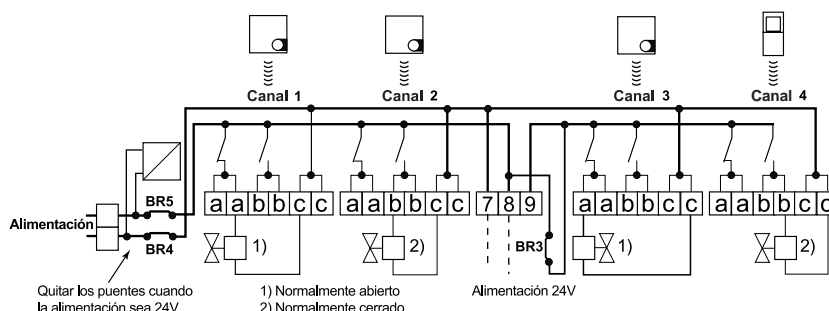 Canal 1
Canal 2
Canal 3
Canal 4
BR5
a a b b c c
a a b b c c
7 8 9
a a b b c c
a a b b c c
Alimentación
BR4
1)
2)
BR3
1)
2)
Quitar los puentes cuando
la alimentación sea 24V
1) Normalmente abierto
2) Normalmente cerrado
Alimentación 24V